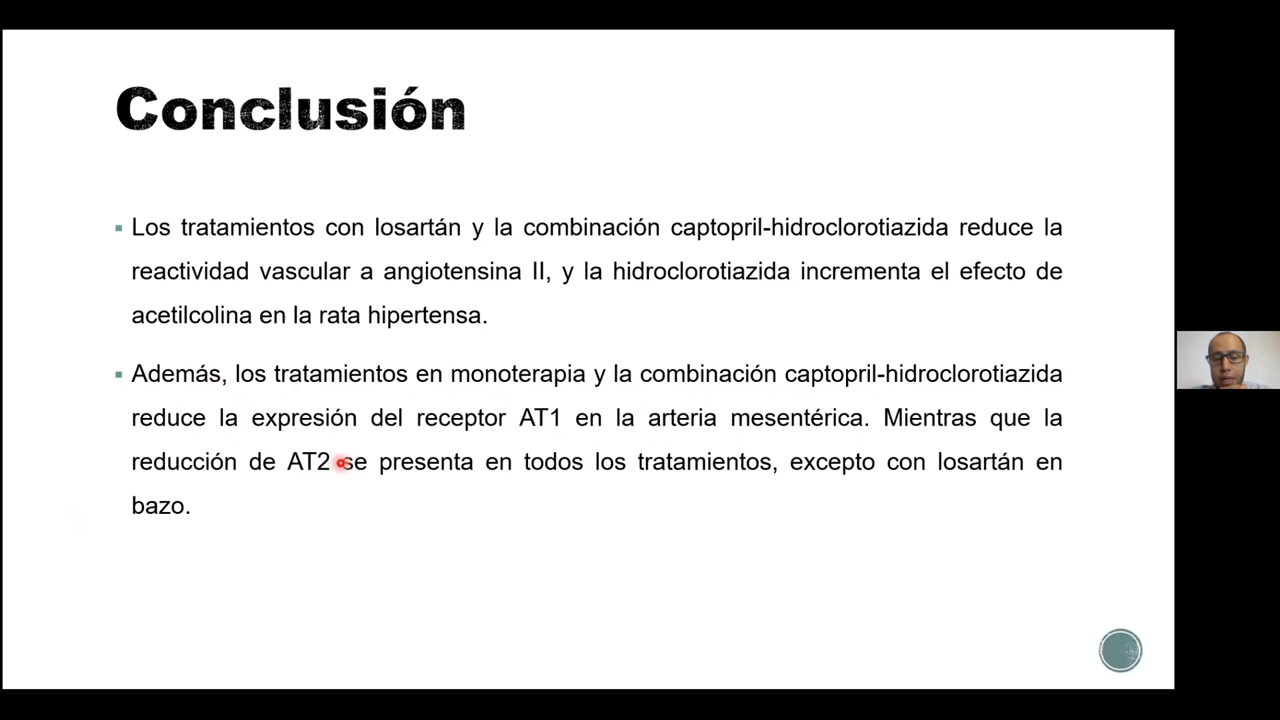 Conclusión
Los tratamientos con losartán y la combinación captopril-hidroclorotiazida reduce la
reactividad vascular a angiotensina II, y la hidroclorotiazida incrementa el efecto de
acetilcolina en la rata hipertensa.
Además, los tratamientos en monoterapia y la combinación captopril-hidroclorotiazida
reduce la expresión del receptor AT1 en la arteria mesentérica. Mientras que la
reducción de AT2 se presenta en todos los tratamientos, excepto con losartán en
bazo.